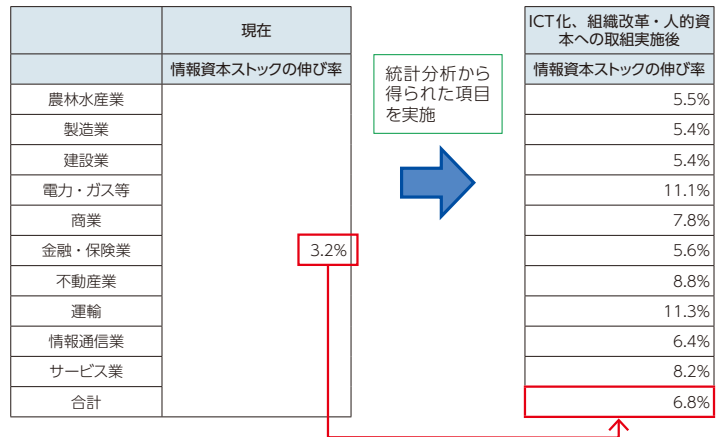 現在
情報資本ストックの伸び率
農林水産業
製造業
建設業
電力・ガス等
商業
金融・保険業
3.2%
不動産業
運輸
情報通信業
サービス業
合計
統計分析から
得られた項目
を実施
ICT化、組織改革・人的資
本への取組実施後
情報資本ストックの伸び率
5.5%
5.4%
5.4%
11.1%
7.8%
5.6%
8.8%
11.3%
6.4%
8.2%
6.8%